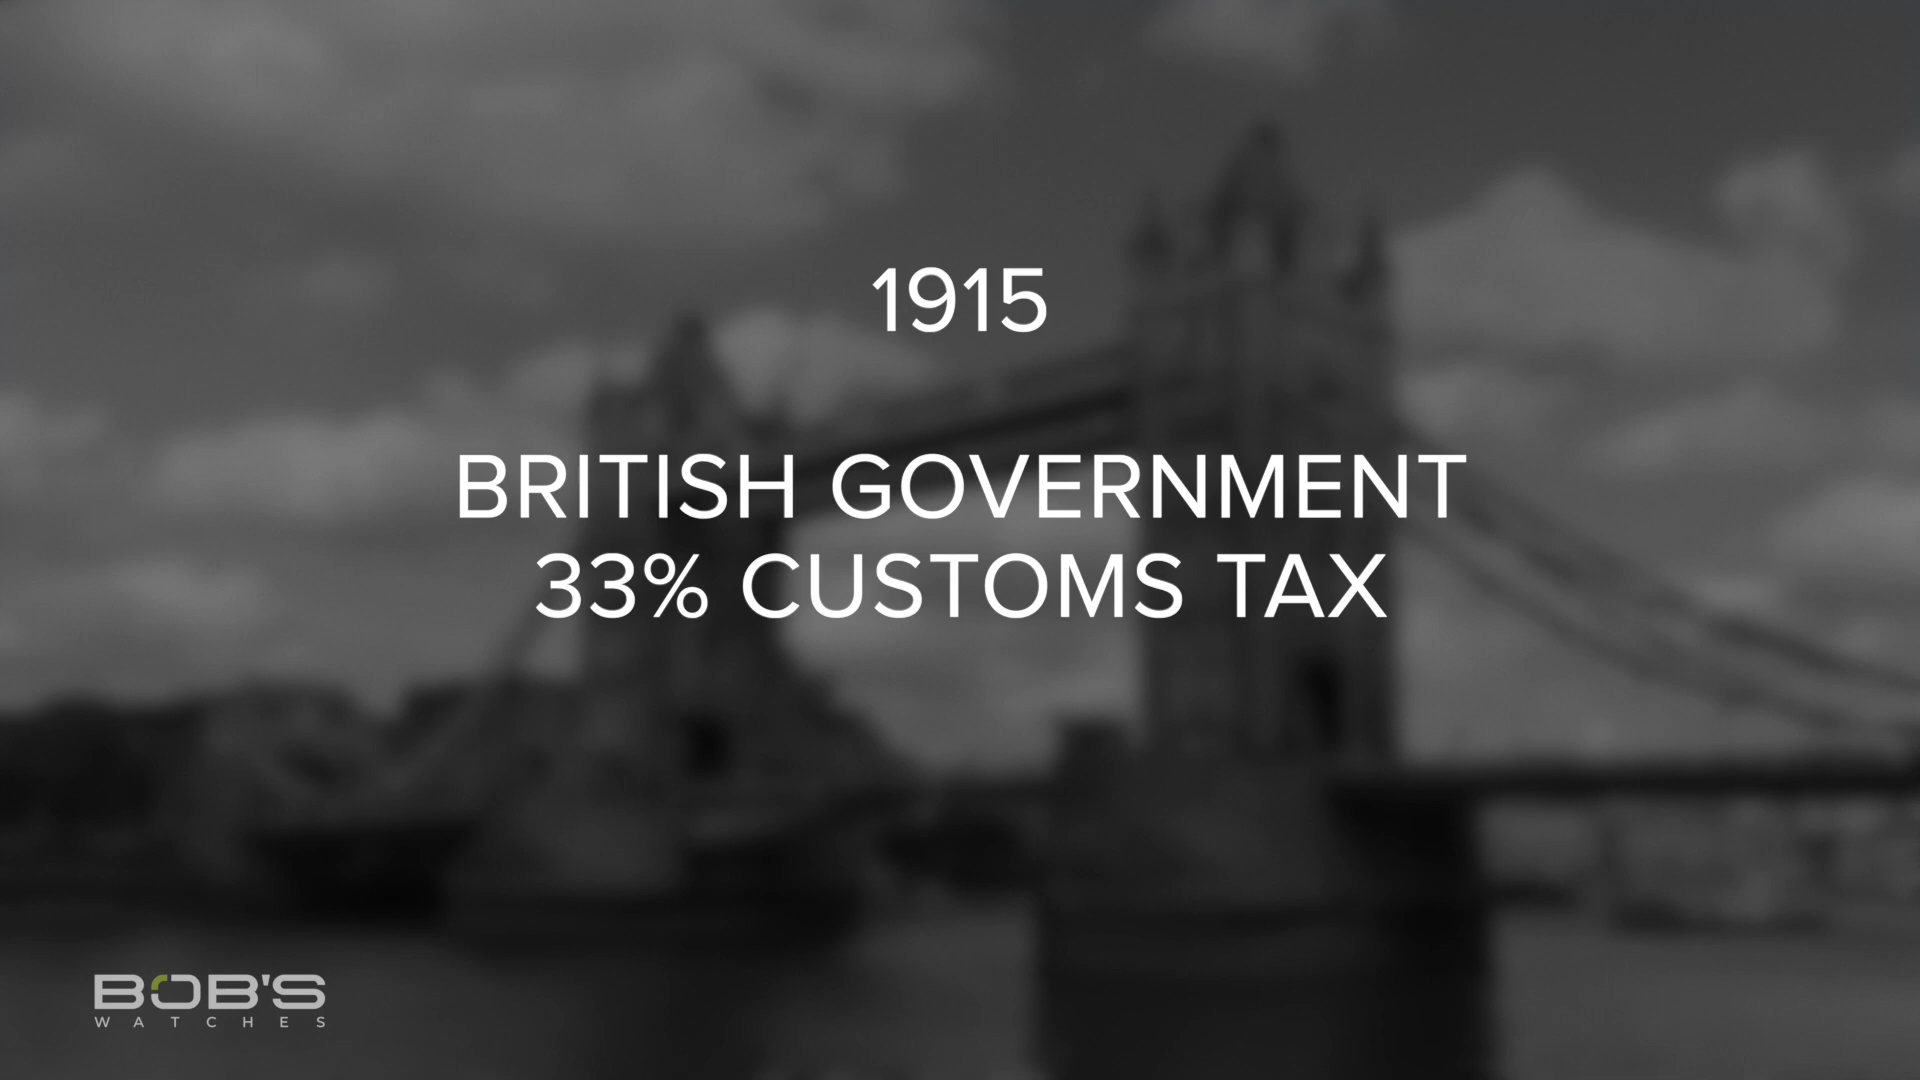 1915
BRITISH GOVERNMENT
33% CUSTOMS TAX
BOB'S
WATCHES